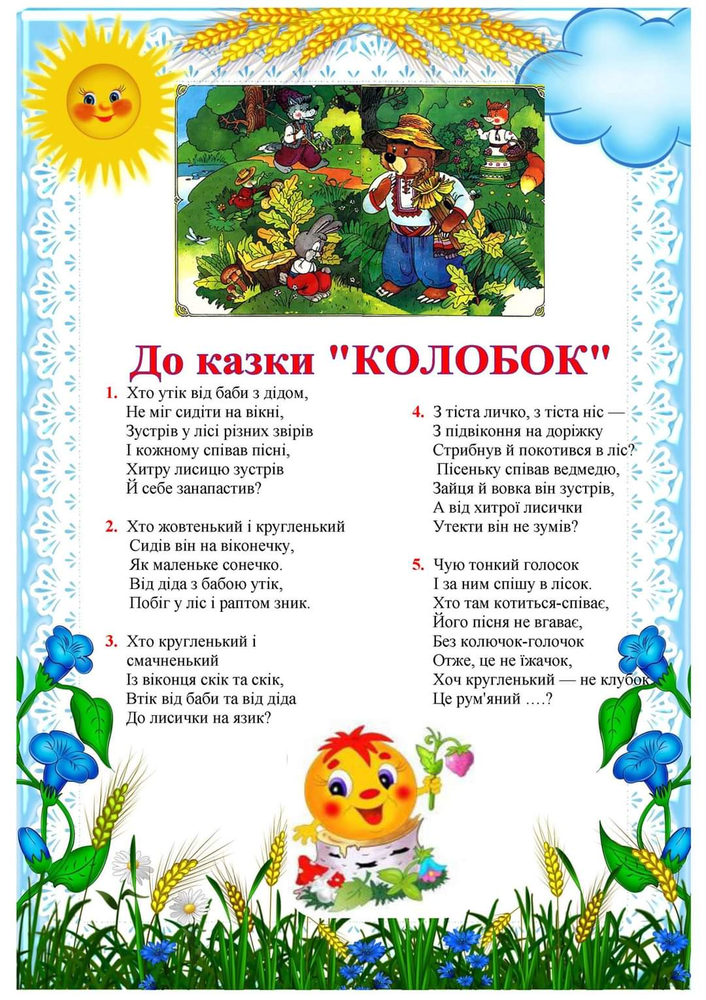 До казки "КОЛОБОК"
1. Хто утік від баби з дідом,
Не міг сидіти на вікні,
Зустрів у лісі різних звірів
І кожному співав пісні,
Хитру лисицю зустрів
Й себе занапастив?
2. Хто жовтенький і кругленький
Сидів він на віконечку,
Як маленьке сонечко.
Від діда з бабою утік,
Побіг у ліс і раптом зник.
3. Хто кругленький і
смачненький
Із віконця скік та скік,
Втік від баби та від діда
До лисички на язик?
4. З тіста личко, з тіста ніс —
З підвіконня на доріжку
Стрибнув й покотився в ліс?
Пісеньку співав ведмедю,
Зайця й вовка він зустрів,
А від хитрої лисички
Утекти він не зумів?
5. Чую тонкий голосок
І за ним спішу в лісок.
Хто там котиться-співає,
Його пісня не вгаває,
Без колючок-голочок
Отже, це не їжачок,
Хоч кругленький — не клубок
Це рум'яний ….?